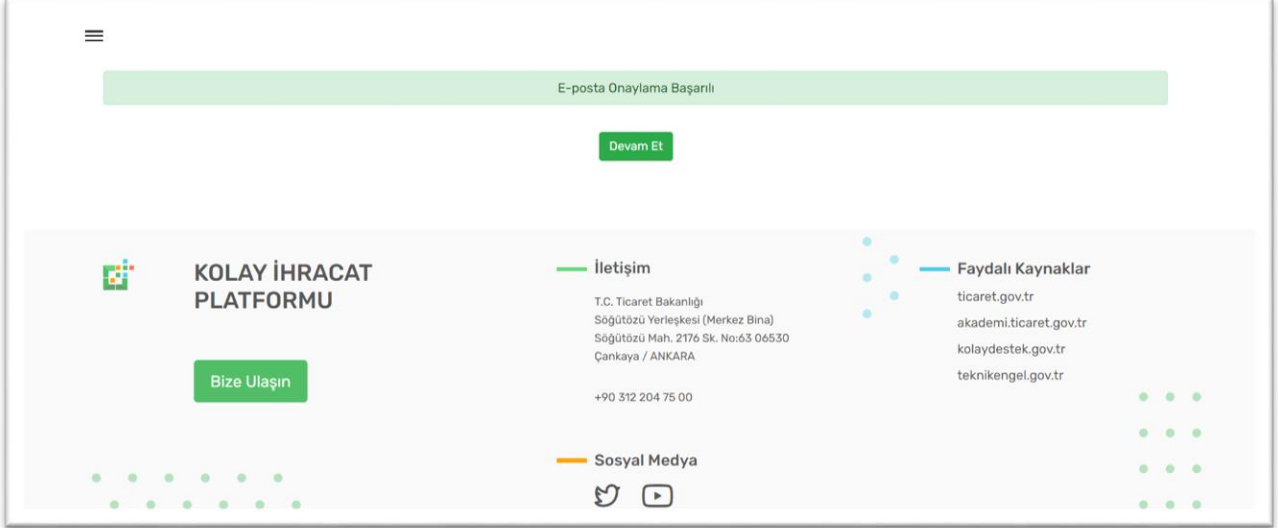 E-posta Onaylama Başarılı
Devam Et
KOLAY İHRACAT
PLATFORMU
Bize Ulaşın
İletişim
T.C. Ticaret Bakanlığı
Söğütözü Yerleşkesi (Merkez Bina)
Söğütözü Mah. 2176 Sk. No:63 06530
Çankaya / ANKARA
+90 312 204 75 00
Sosyal Medya
Faydalı Kaynaklar
ticaret.gov.tr
akademi.ticaret.gov.tr
kolaydestek.gov.tr
teknikengel.gov.tr